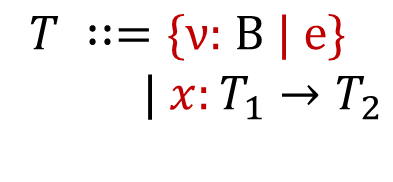 T ::= {ν: B | e}
| x: T₁ → T₂